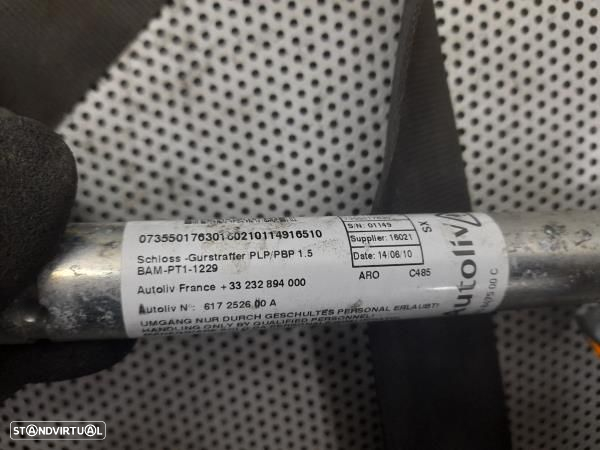 07355017630160210114916510
Schloss -Gurstraffer PLP/PBP 1.5
BAM-PT1-1229
Autoliv France + 33 232 894 000
Autoliv N°: 617 2526 00 A
UMGANG NUR DURCH GESCHULTES PERSONAL ERLAUBT!
HANDLING ONLY BY QUALIFIED PERSONNEL!
S/N: 01149
Supplier: 16021
Date: 14/06/10
ARO C485
SX
Autoliv
STANDVIRTUAL